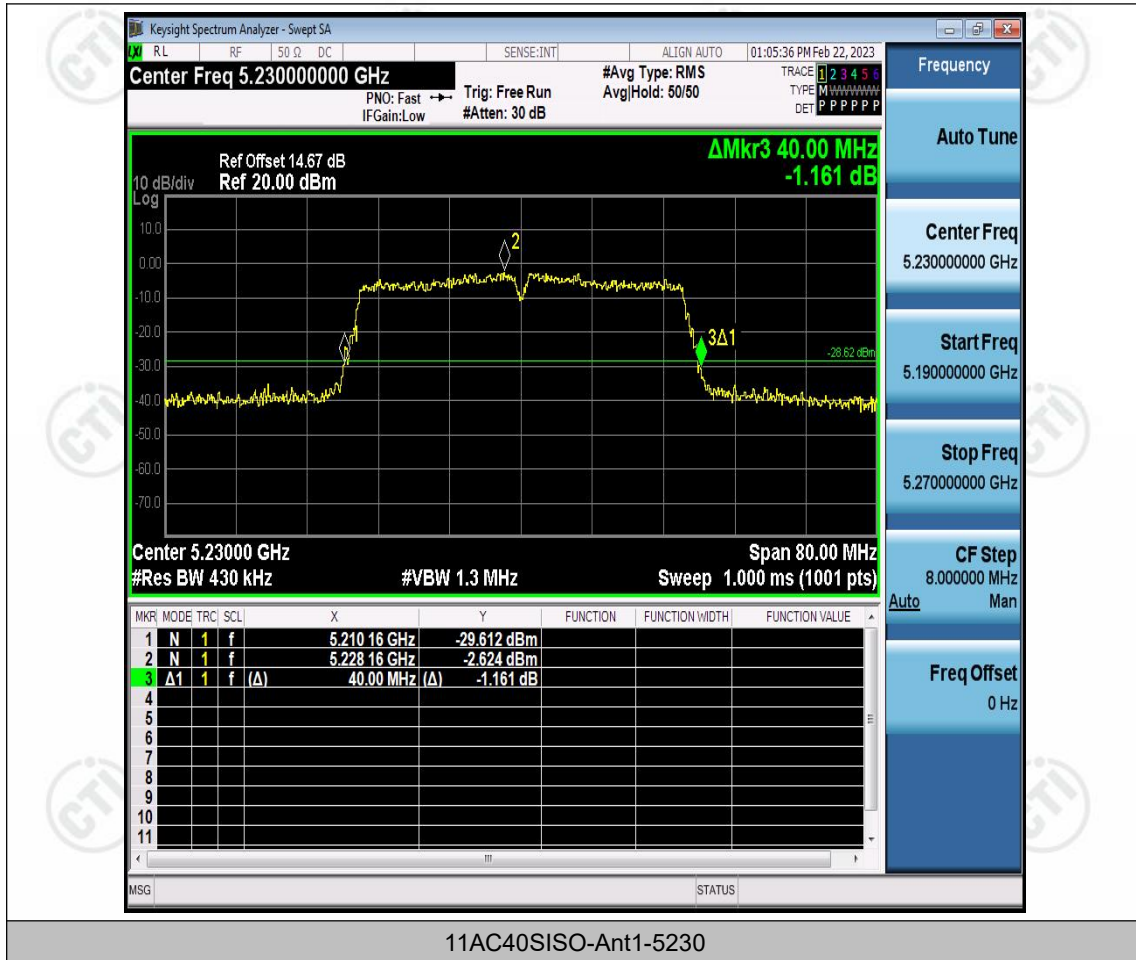 Keysight Spectrum Analyzer - Swept SA
LXI RL RF 50 Ω DC SENSE:INT ALIGN AUTO 01:05:36 PM Feb 22, 2023
Center Freq 5.230000000 GHz
PNO: Fast
IFGain:Low
Trig: Free Run
#Atten: 30 dB
#Avg Type: RMS
Avg|Hold: 50/50
TRACE 1 2 3 4 5 6
TYPE M WWWWW
DET P P P P P P
Ref Offset 14.67 dB
10 dB/div Ref 20.00 dBm
Log
ΔMkr3 40.00 MHz
-1.161 dB
10.0
0.00
-10.0
-20.0
-30.0
-40.0
-50.0
-60.0
-70.0
2
3Δ1
-28.62 dBm
Center 5.23000 GHz Span 80.00 MHz
#Res BW 430 kHz #VBW 1.3 MHz Sweep 1.000 ms (1001 pts)
MKR MODE TRC SCL X Y FUNCTION FUNCTION WIDTH FUNCTION VALUE
1 N 1 f 5.210 16 GHz -29.612 dBm
2 N 1 f 5.228 16 GHz -2.624 dBm
3 Δ1 1 f (Δ) 40.00 MHz (Δ) -1.161 dB
4
5
6
7
8
9
10
11
MSG STATUS
Frequency
Auto Tune
Center Freq
5.230000000 GHz
Start Freq
5.190000000 GHz
Stop Freq
5.270000000 GHz
CF Step
8.000000 MHz
Auto Man
Freq Offset
0 Hz
CTI
CTI
CTI
CTI
CTI
CTI
11AC40SISO-Ant1-5230